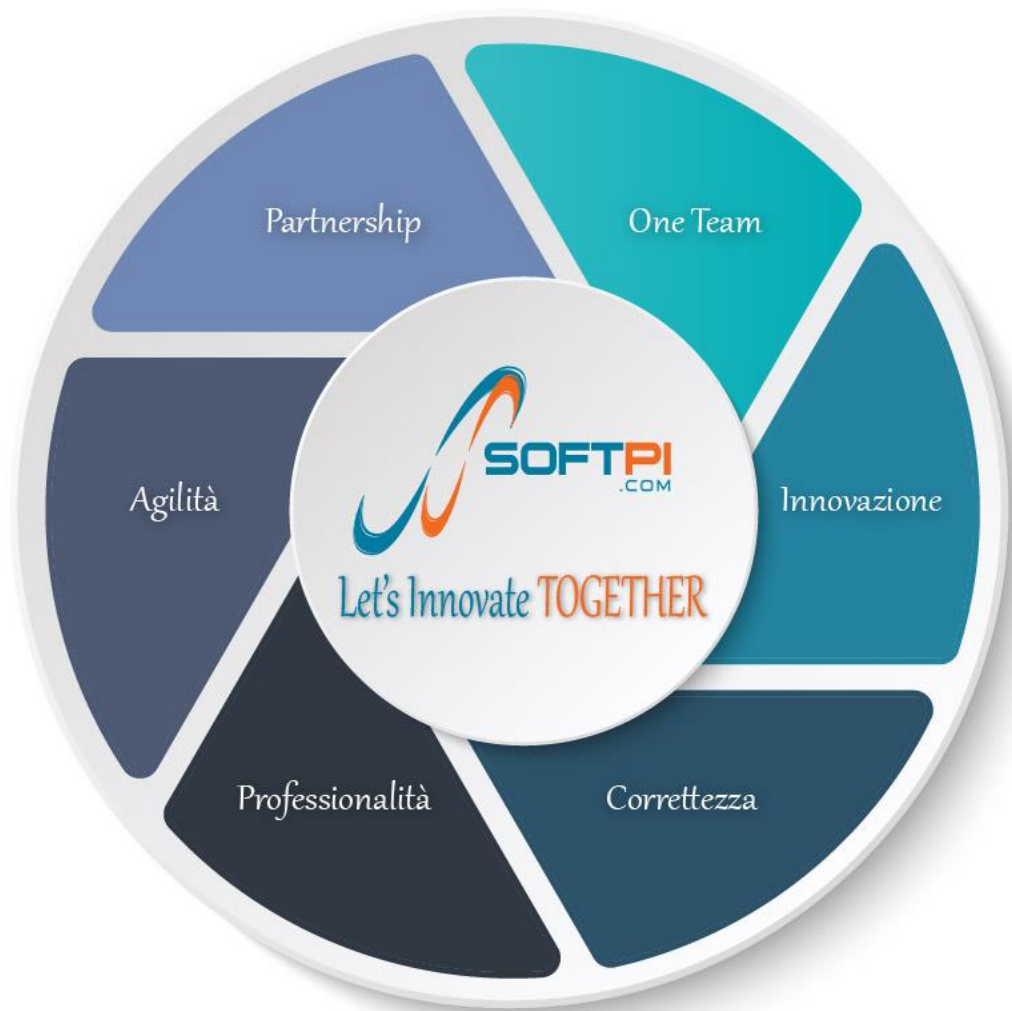 Partnership
One Team
Agilità
SOFTPI
.COM
Let's Innovate TOGETHER
Innovazione
Professionalità
Correttezza